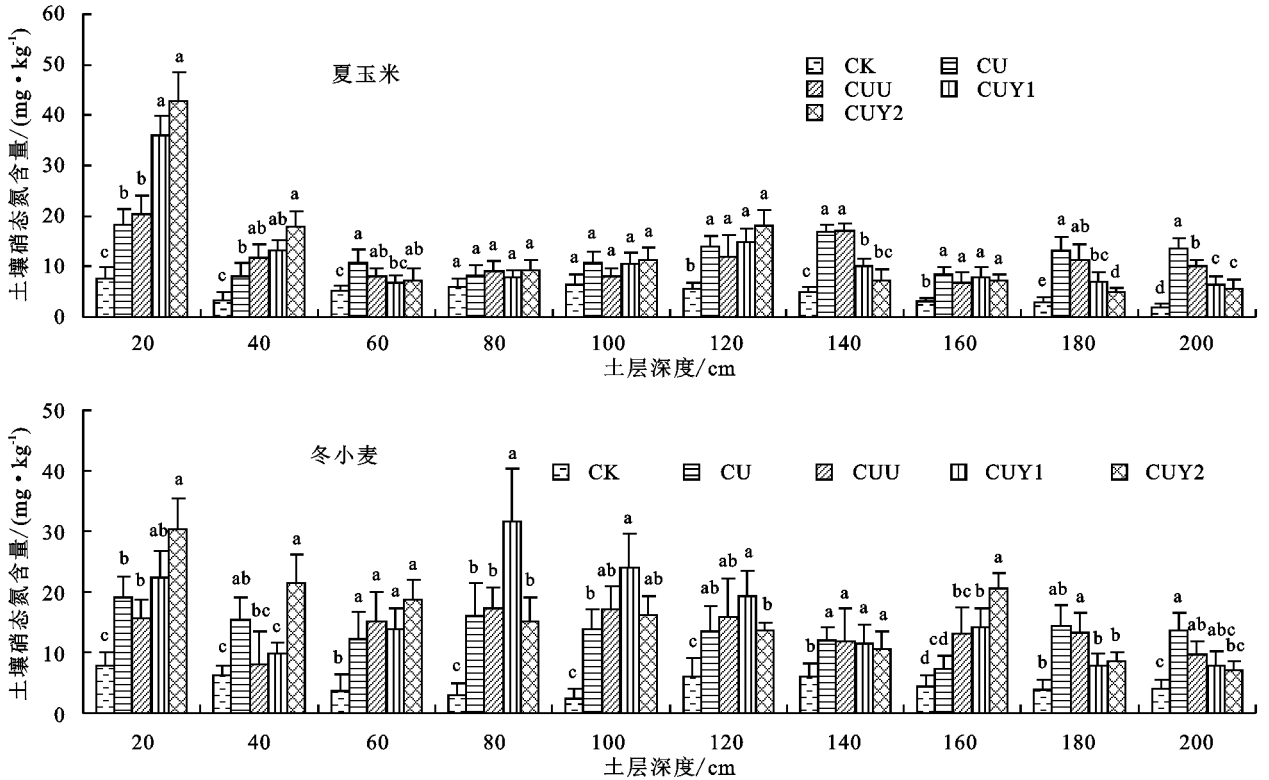 60
50
40
30
20
10
0
土壤硝态氮含量/(mg·kg⁻¹)
夏玉米
CK CU
CUU CUY1
CUY2
c b b a a
c b ab ab a
c a ab bc ab
a a a a a
a a a a a
b a a a a
c a a b bc
b a a a a
e a ab bc d
d a b c c
20 40 60 80 100 120 140 160 180 200
土层深度/cm
50
40
30
20
10
0
土壤硝态氮含量/(mg·kg⁻¹)
冬小麦
CK CU CUU CUY1 CUY2
c b b ab a
c ab bc c a
b a a a a
c b b a b
c b ab a ab
c ab ab a b
b a a a a
d cd bc b a
b ab a b b
c a ab abc bc
20 40 60 80 100 120 140 160 180 200
土层深度/cm